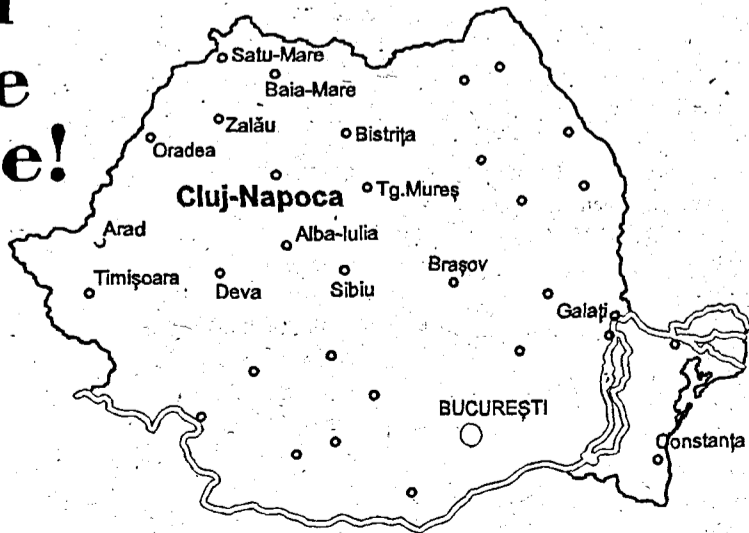 e!
Satu-Mare
Baia-Mare
Zalău
Bistrița
Oradea
Cluj-Napoca
Tg.Mureș
Arad
Alba-Iulia
Timișoara
Deva
Sibiu
Brașov
Galați
BUCUREȘTI
Constanța